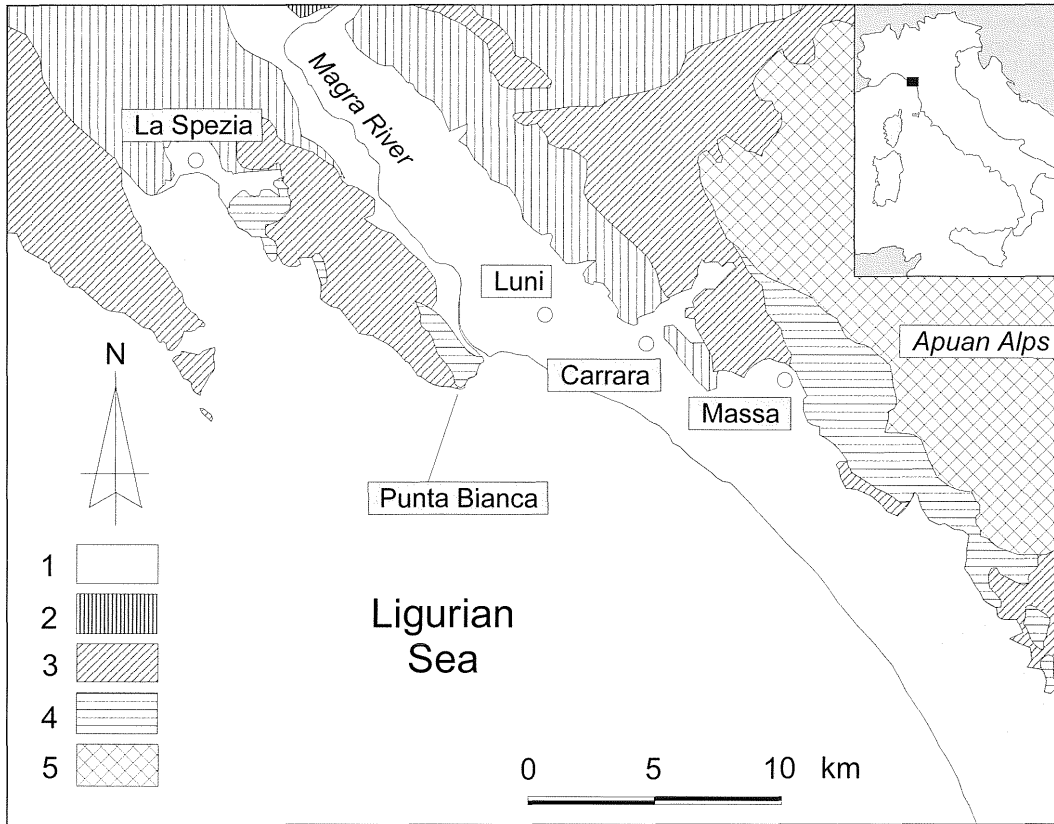 Magra River
La Spezia
Luni
Apuan Alps
N
Carrara
Massa
Punta Bianca
1
2
3
4
5
Ligurian
Sea
0 5 10 km